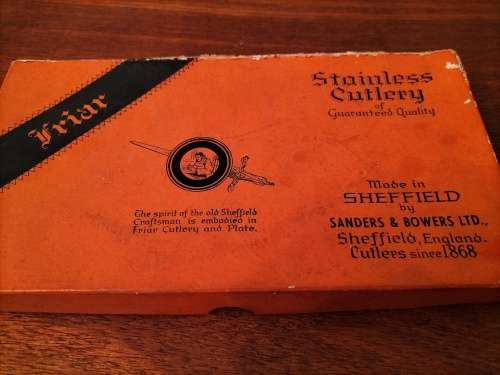 Friar
Stainless
Cutlery
of
Guaranteed Quality
The spirit of the old Sheffield
Craftsman is embodied in
Friar Cutlery and Plate.
Made in
SHEFFIELD
by
SANDERS & BOWERS LTD.,
Sheffield, England.
Cutlers since 1868